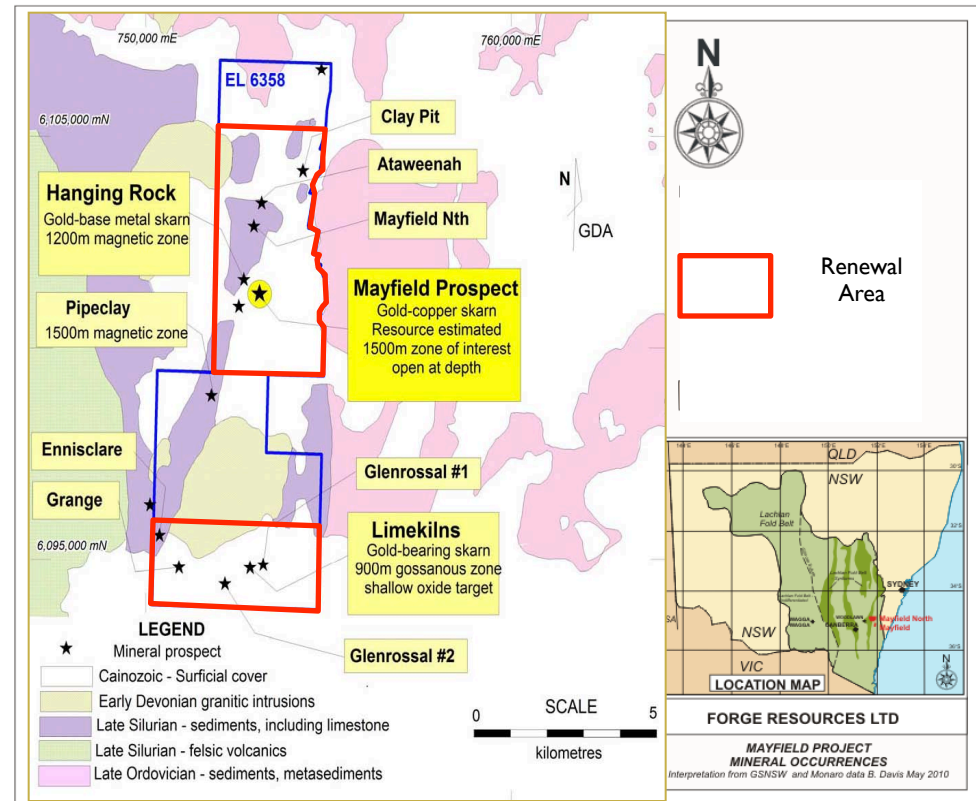 750,000 mE
760,000 mE
EL 6358
6,105,000 mN
Clay Pit
Ataweenah
Hanging Rock
Gold-base metal skarn
1200m magnetic zone
Mayfield Nth
N
GDA
Pipeclay
1500m magnetic zone
Mayfield Prospect
Gold-copper skarn
Resource estimated
1500m zone of interest
open at depth
Ennisclare
Grange
Glenrossal #1
6,095,000 mN
Limekilns
Gold-bearing skarn
900m gossanous zone
shallow oxide target
Glenrossal #2
LEGEND
Mineral prospect
Cainozoic - Surficial cover
Early Devonian granitic intrusions
Late Silurian - sediments, including limestone
Late Silurian - felsic volcanics
Late Ordovician - sediments, metasediments
SCALE
0
5
kilometres
N
Renewal
Area
QLD
NSW
Lachlan
Fold Belt
SYDNEY
WAGGA
WAGGA
WOODLAWN
CANBERRA
Mayfield North
Mayfield
SA
NSW
VIC
N
LOCATION MAP
FORGE RESOURCES LTD
MAYFIELD PROJECT
MINERAL OCCURRENCES
Interpretation from GSNSW and Monaro data B. Davis May 2010